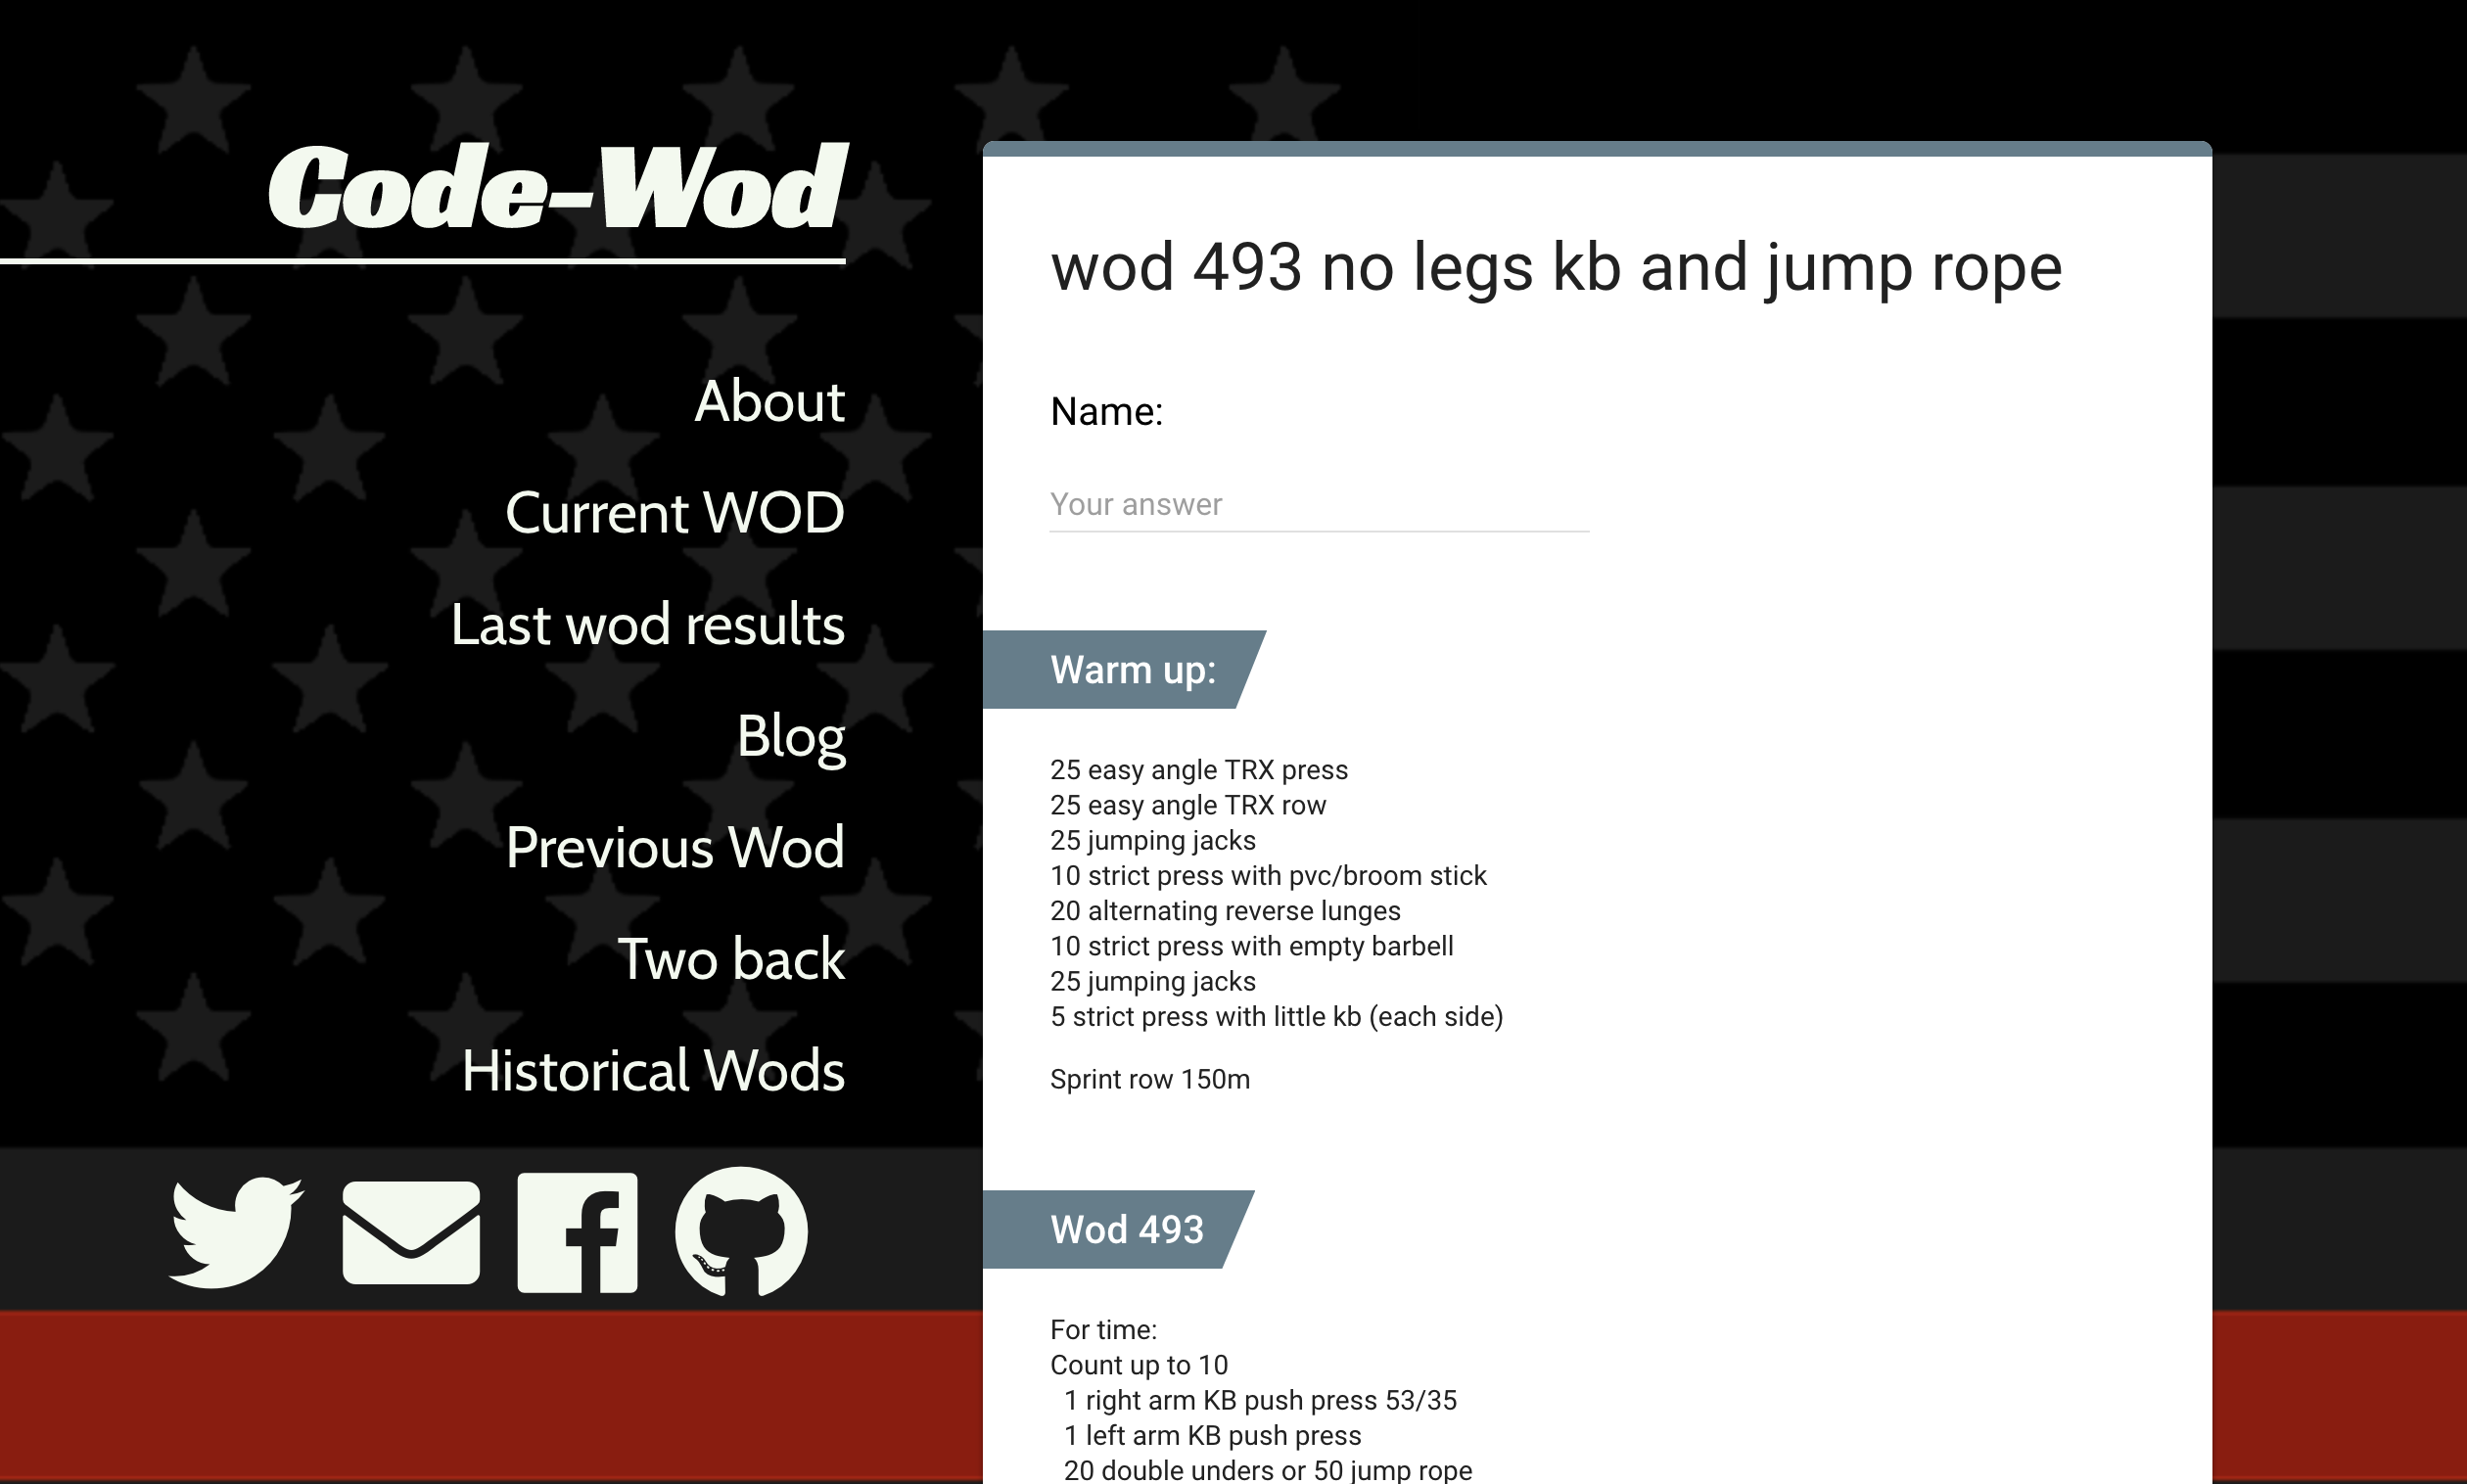 Code-Wod
About
Current WOD
Last wod results
Blog
Previous Wod
Two back
Historical Wods
wod 493 no legs kb and jump rope
Name:
Your answer
Warm up:
25 easy angle TRX press
25 easy angle TRX row
25 jumping jacks
10 strict press with pvc/broom stick
20 alternating reverse lunges
10 strict press with empty barbell
25 jumping jacks
5 strict press with little kb (each side)
Sprint row 150m
Wod 493
For time:
Count up to 10
1 right arm KB push press 53/35
1 left arm KB push press
20 double unders or 50 jump rope